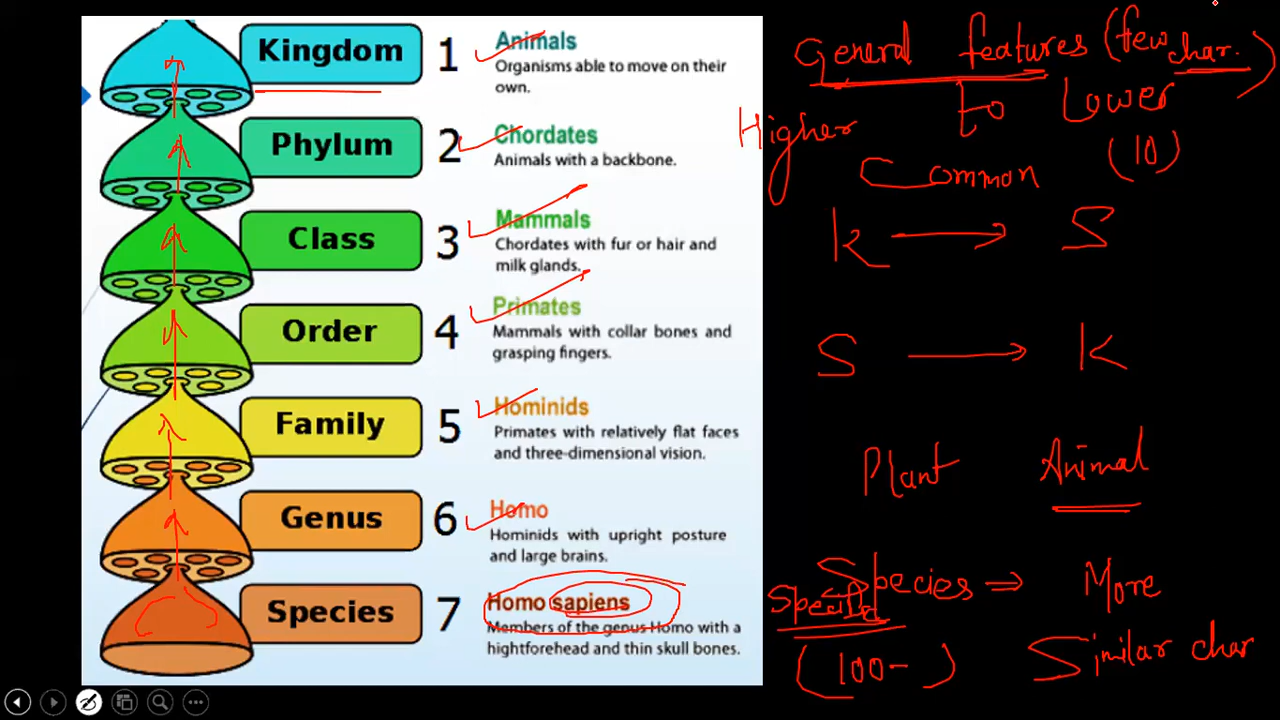 Kingdom 1 Animals
Organisms able to move on their
own.
Phylum 2 Chordates
Animals with a backbone.
Class 3 Mammals
Chordates with fur or hair and
milk glands.
Order 4 Primates
Mammals with collar bones and
grasping fingers.
Family 5 Hominids
Primates with relatively flat faces
and three-dimensional vision.
Genus 6 Homo
Hominids with upright posture
and large brains.
Species 7 Homo sapiens
Members of the genus Homo with a
hightforehead and thin skull bones.
General features (few char.)
Higher to Lower
Common (10)
K → S
S → K
Plant Animal
Species ⇒ More
Specific
(100-) Similar char